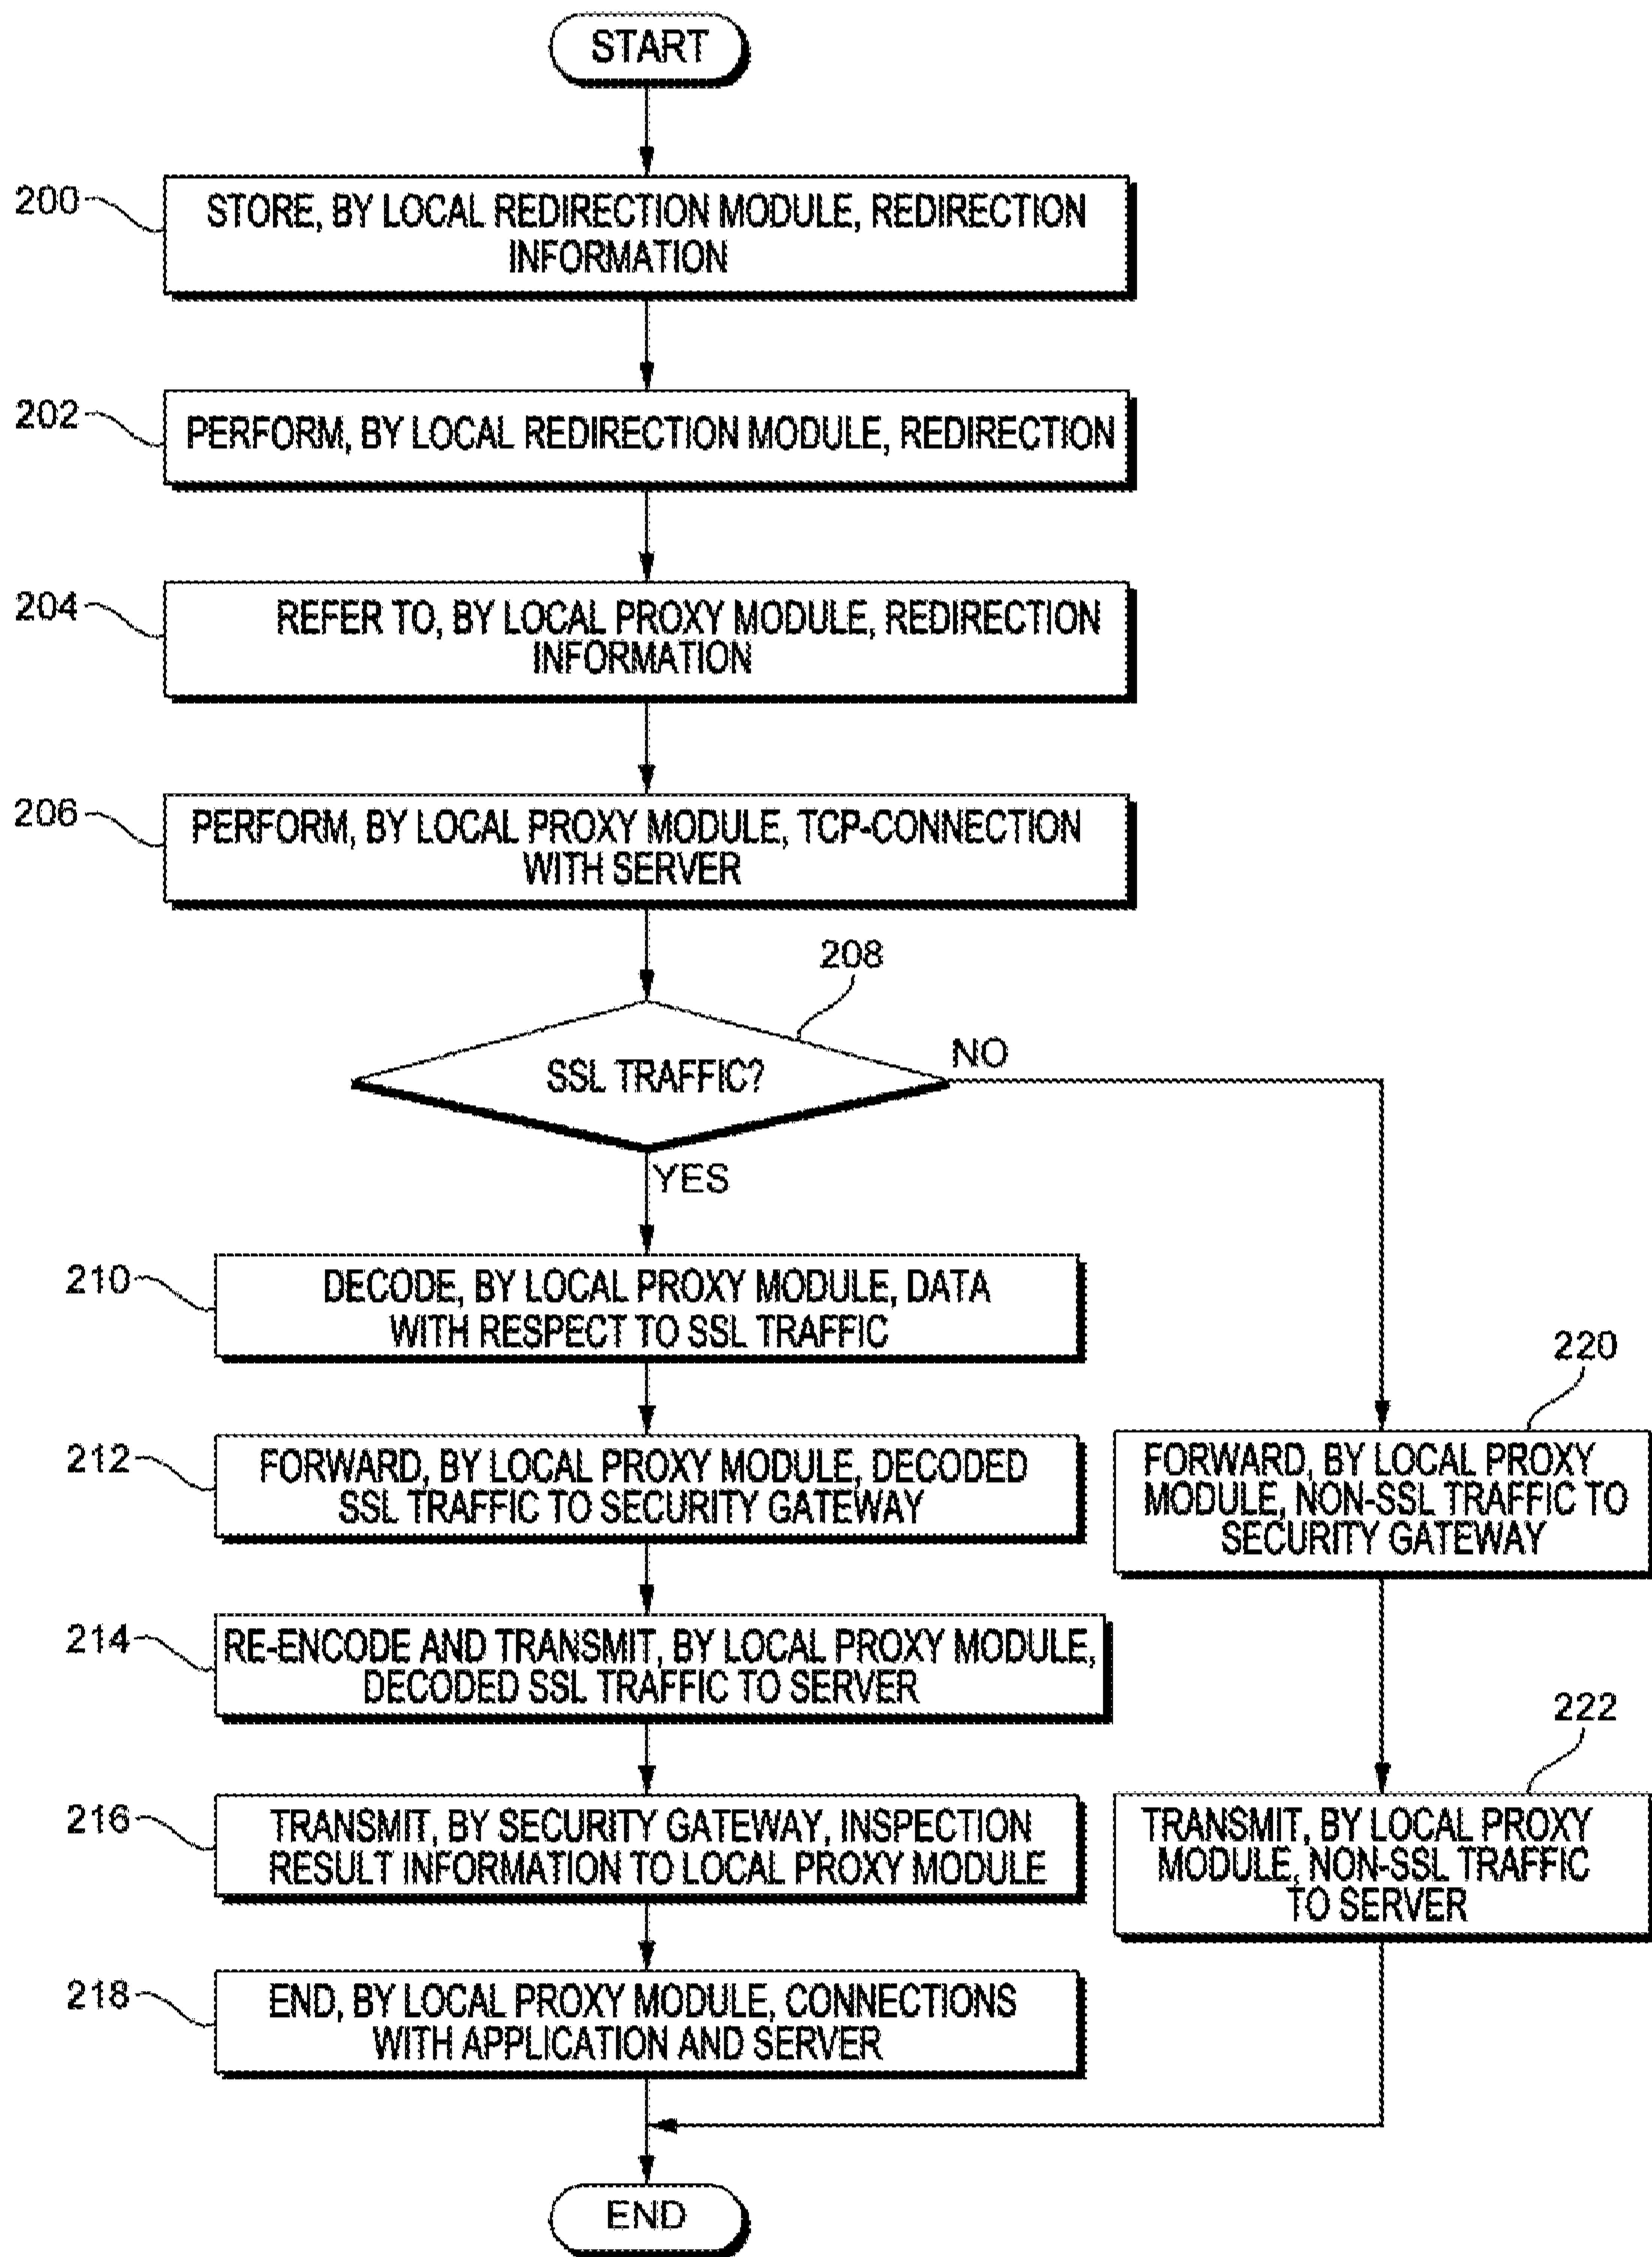 START
200
STORE, BY LOCAL REDIRECTION MODULE, REDIRECTION
INFORMATION
202
PERFORM, BY LOCAL REDIRECTION MODULE, REDIRECTION
204
REFER TO, BY LOCAL PROXY MODULE, REDIRECTION
INFORMATION
206
PERFORM, BY LOCAL PROXY MODULE, TCP-CONNECTION
WITH SERVER
208
SSL TRAFFIC?
NO
YES
210
DECODE, BY LOCAL PROXY MODULE, DATA
WITH RESPECT TO SSL TRAFFIC
212
FORWARD, BY LOCAL PROXY MODULE, DECODED
SSL TRAFFIC TO SECURITY GATEWAY
214
RE-ENCODE AND TRANSMIT, BY LOCAL PROXY MODULE,
DECODED SSL TRAFFIC TO SERVER
216
TRANSMIT, BY SECURITY GATEWAY, INSPECTION
RESULT INFORMATION TO LOCAL PROXY MODULE
218
END, BY LOCAL PROXY MODULE, CONNECTIONS
WITH APPLICATION AND SERVER
220
FORWARD, BY LOCAL PROXY
MODULE, NON-SSL TRAFFIC TO
SECURITY GATEWAY
222
TRANSMIT, BY LOCAL PROXY
MODULE, NON-SSL TRAFFIC
TO SERVER
END